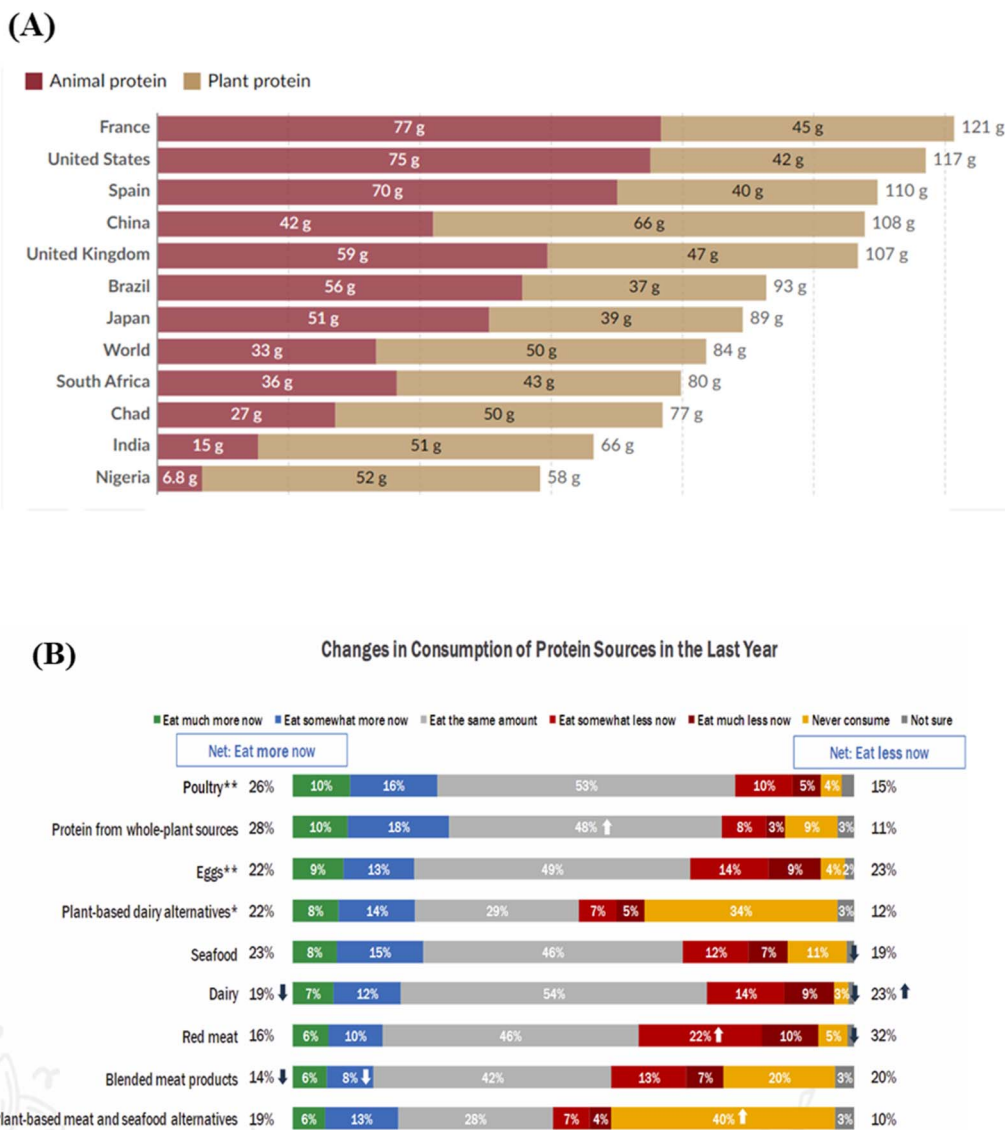 (A)
Animal protein Plant protein
France 77 g 45 g 121 g
United States 75 g 42 g 117 g
Spain 70 g 40 g 110 g
China 42 g 66 g 108 g
United Kingdom 59 g 47 g 107 g
Brazil 56 g 37 g 93 g
Japan 51 g 39 g 89 g
World 33 g 50 g 84 g
South Africa 36 g 43 g 80 g
Chad 27 g 50 g 77 g
India 15 g 51 g 66 g
Nigeria 6.8 g 52 g 58 g
(B)
Changes in Consumption of Protein Sources in the Last Year
Eat much more now Eat somewhat more now Eat the same amount Eat somewhat less now Eat much less now Never consume Not sure
Net: Eat more now Net: Eat less now
Poultry** 26% 10% 16% 53% 10% 5% 4% 15%
Protein from whole-plant sources 28% 10% 18% 48% 8% 3% 9% 3% 11%
Eggs** 22% 9% 13% 49% 14% 9% 4% 2% 23%
Plant-based dairy alternatives* 22% 8% 14% 29% 7% 5% 34% 3% 12%
Seafood 23% 8% 15% 46% 12% 7% 11% 19%
Dairy 19% 7% 12% 54% 14% 9% 3% 23%
Red meat 16% 6% 10% 46% 22% 10% 5% 32%
Blended meat products 14% 6% 8% 42% 13% 7% 20% 3% 20%
lant-based meat and seafood alternatives 19% 6% 13% 28% 7% 4% 40% 3% 10%